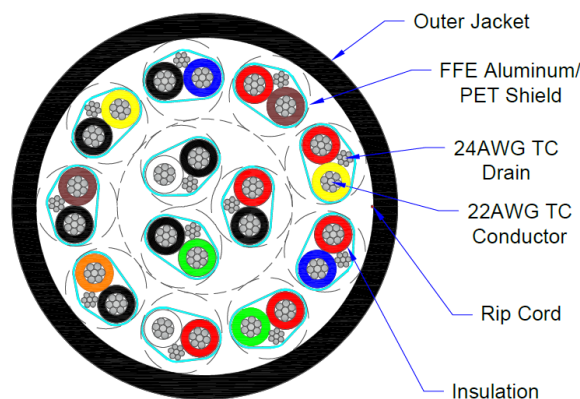 Outer Jacket
FFE Aluminum/
PET Shield
24AWG TC
Drain
22AWG TC
Conductor
Rip Cord
Insulation